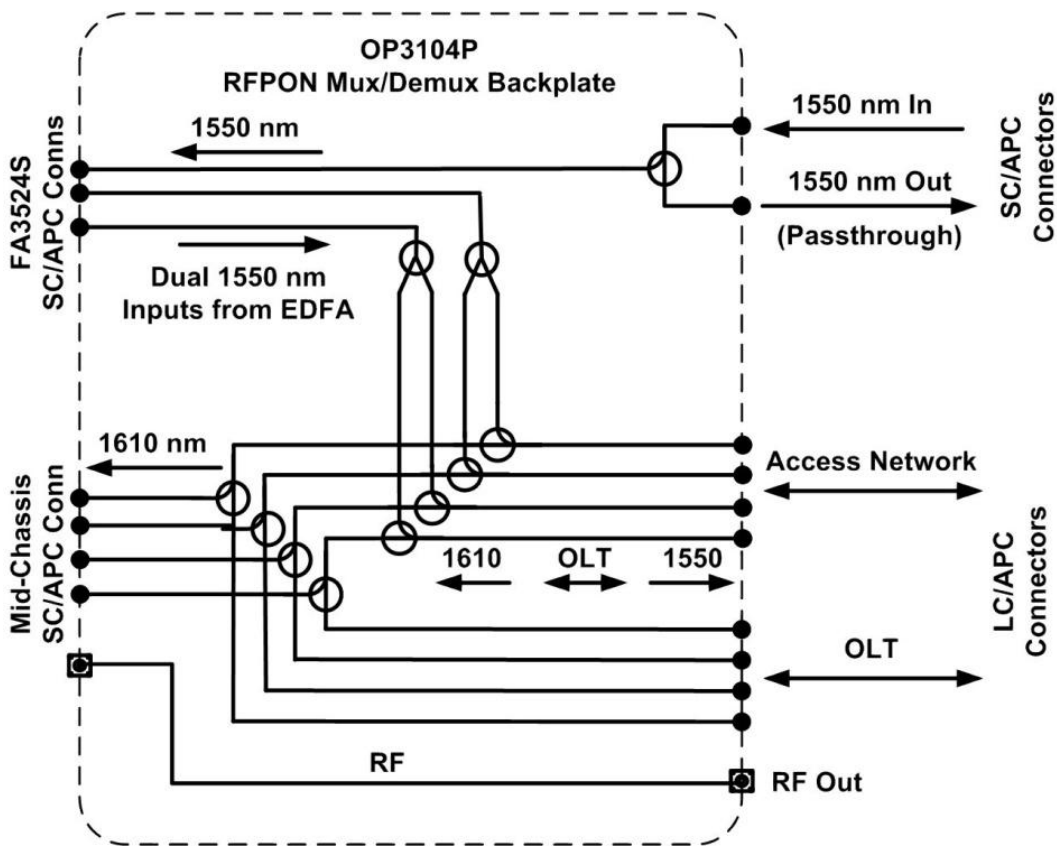 OP3104P
RFPON Mux/Demux Backplate
1550 nm
1550 nm In
1550 nm Out
(Passthrough)
SC/APC
Connectors
FA3524S
SC/APC Conns
Dual 1550 nm
Inputs from EDFA
1610 nm
Access Network
Mid-Chassis
SC/APC Conn
1610
OLT
1550
LC/APC
Connectors
OLT
RF
RF Out